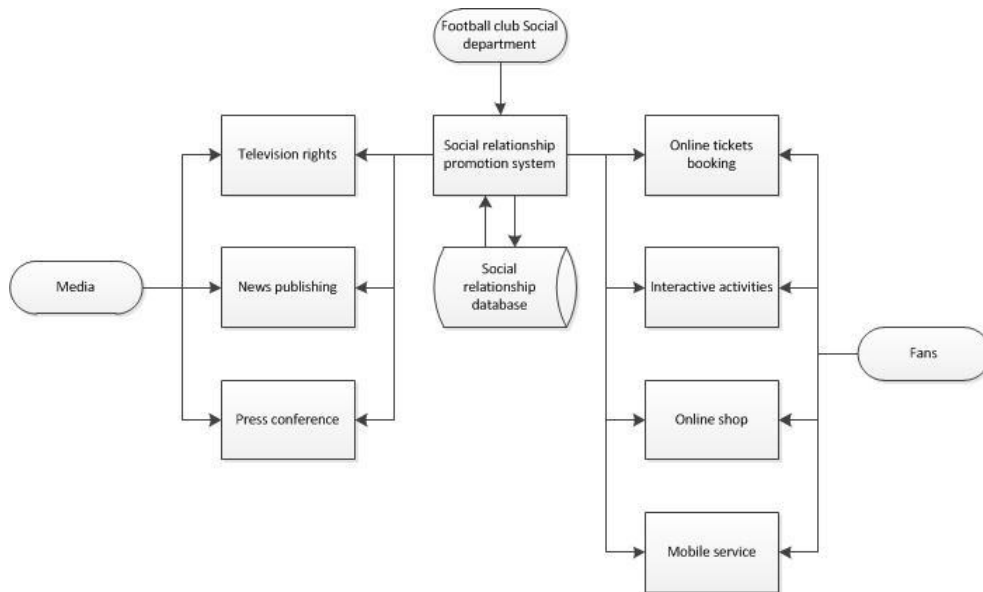 Football club Social
department
Television rights
Social relationship
promotion system
Online tickets
booking
Media
News publishing
Social
relationship
database
Interactive activities
Fans
Press conference
Online shop
Mobile service